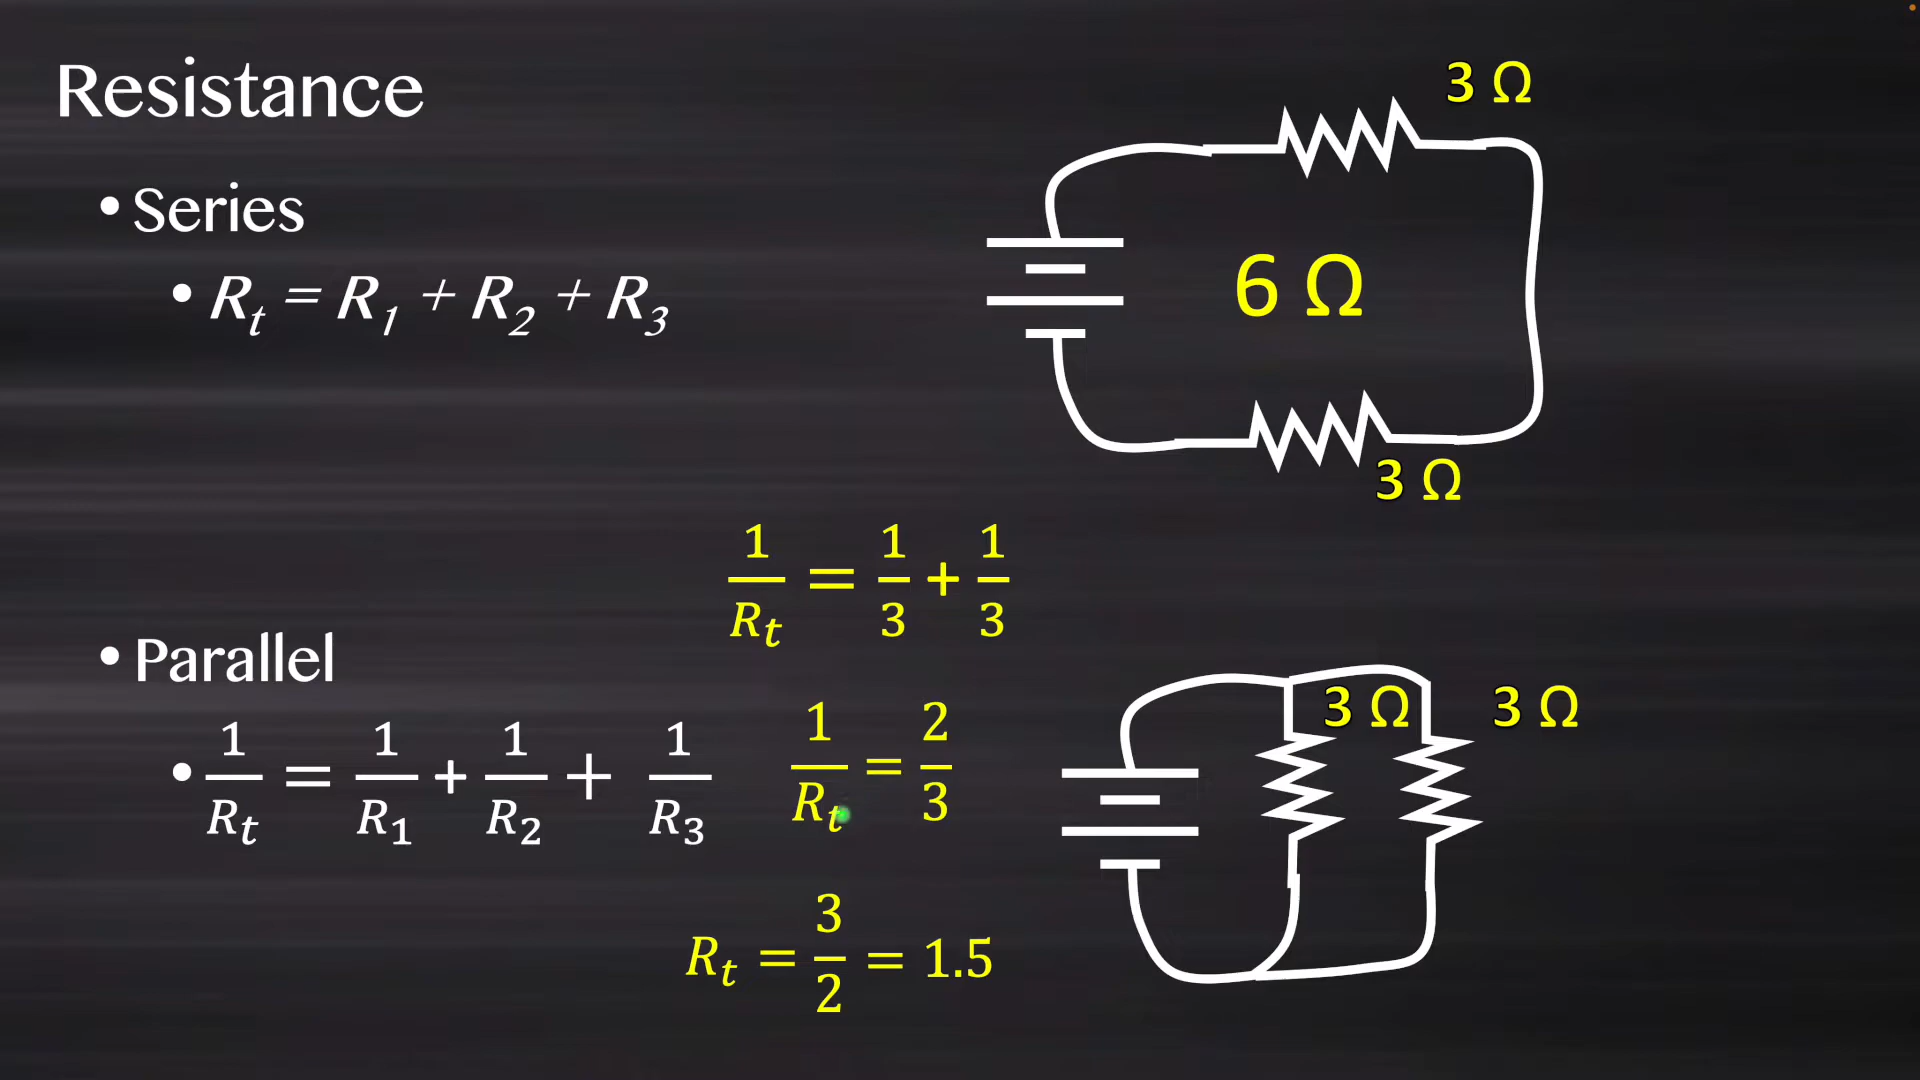 Resistance
• Series
• Rₜ = R₁ + R₂ + R₃
3 Ω
6 Ω
3 Ω
• Parallel
• 1/Rₜ = 1/R₁ + 1/R₂ + 1/R₃
1/Rₜ = 1/3 + 1/3
1/Rₜ = 2/3
Rₜ = 3/2 = 1.5
3 Ω 3 Ω